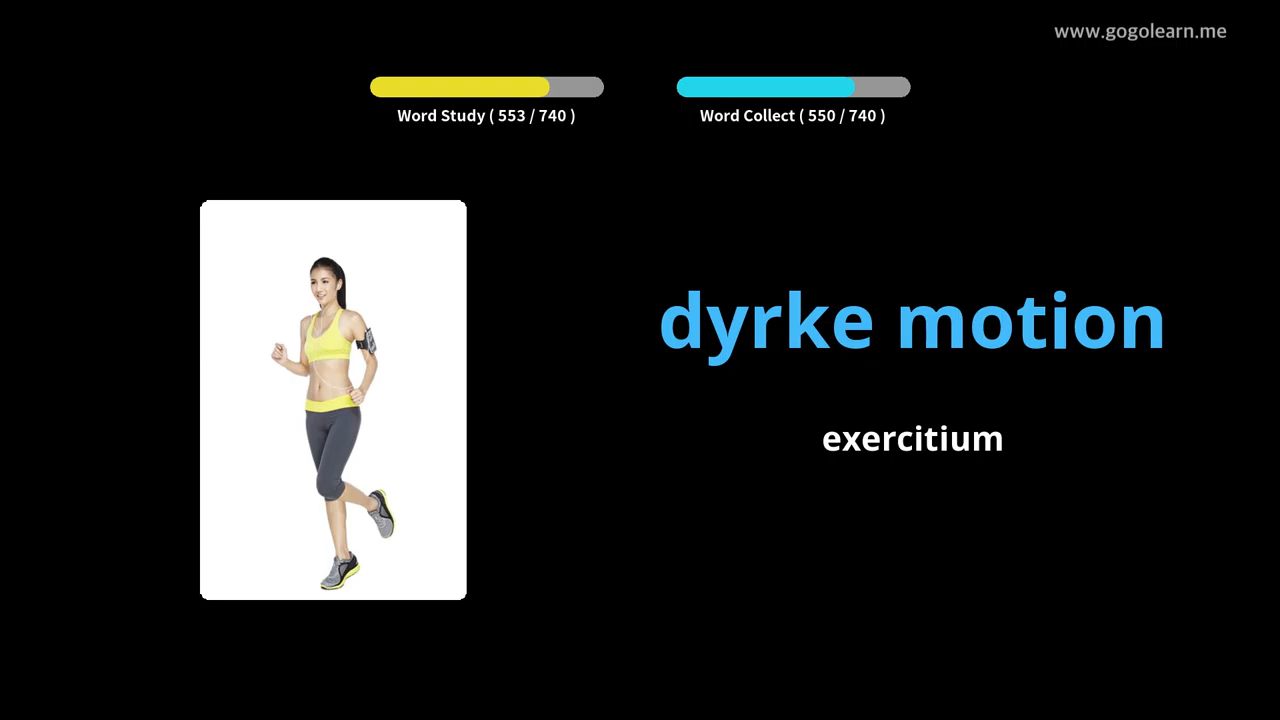 www.gogolearn.me
Word Study ( 553 / 740 )
Word Collect ( 550 / 740 )
dyrke motion
exercitium